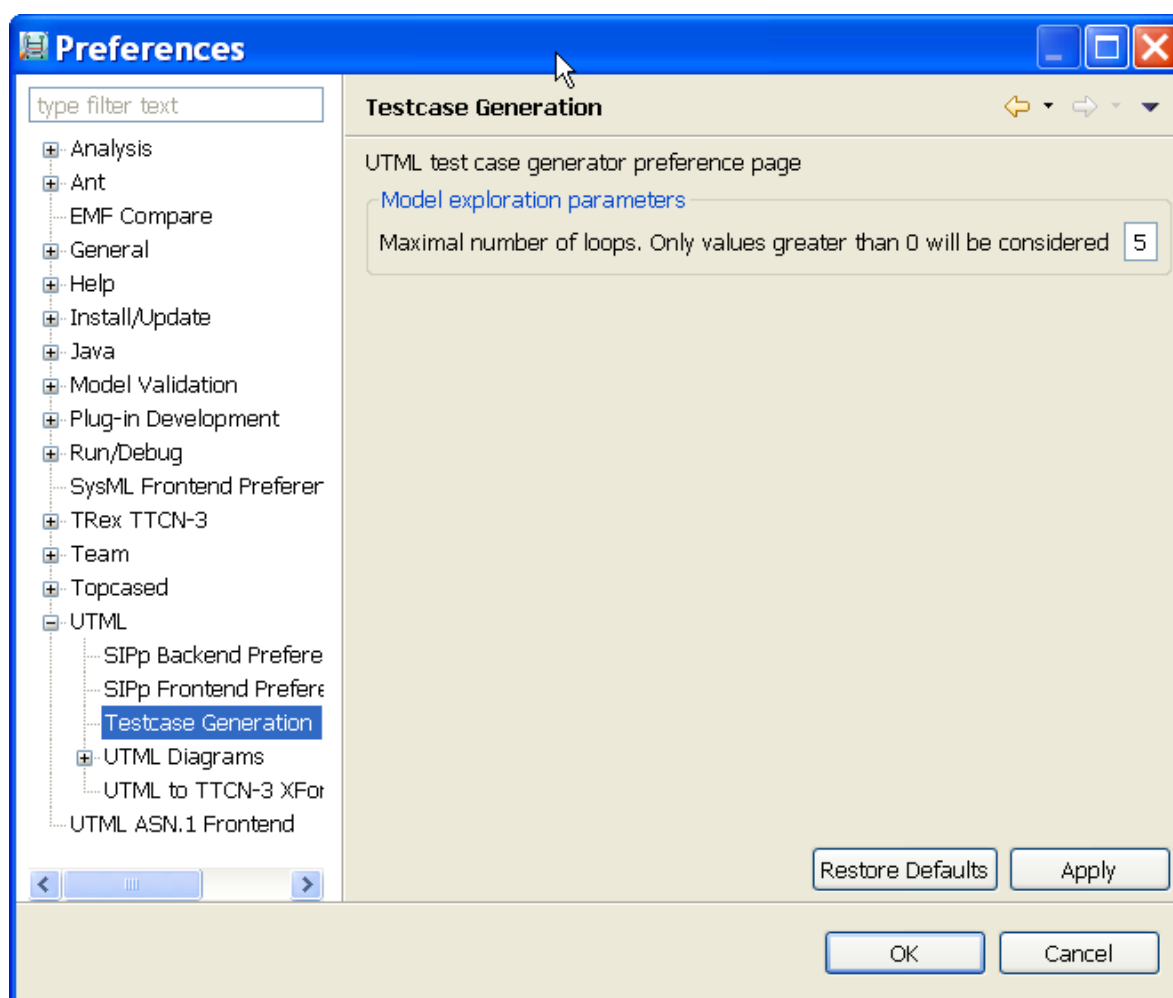 Preferences
type filter text
Analysis
Ant
EMF Compare
General
Help
Install/Update
Java
Model Validation
Plug-in Development
Run/Debug
SysML Frontend Preferer
TRex TTCN-3
Team
Topcased
UTML
SIPp Backend Prefere
SIPp Frontend Prefere
Testcase Generation
UTML Diagrams
UTML to TTCN-3 XFor
UTML ASN.1 Frontend
Testcase Generation
UTML test case generator preference page
Model exploration parameters
Maximal number of loops. Only values greater than 0 will be considered 5
Restore Defaults Apply
OK Cancel